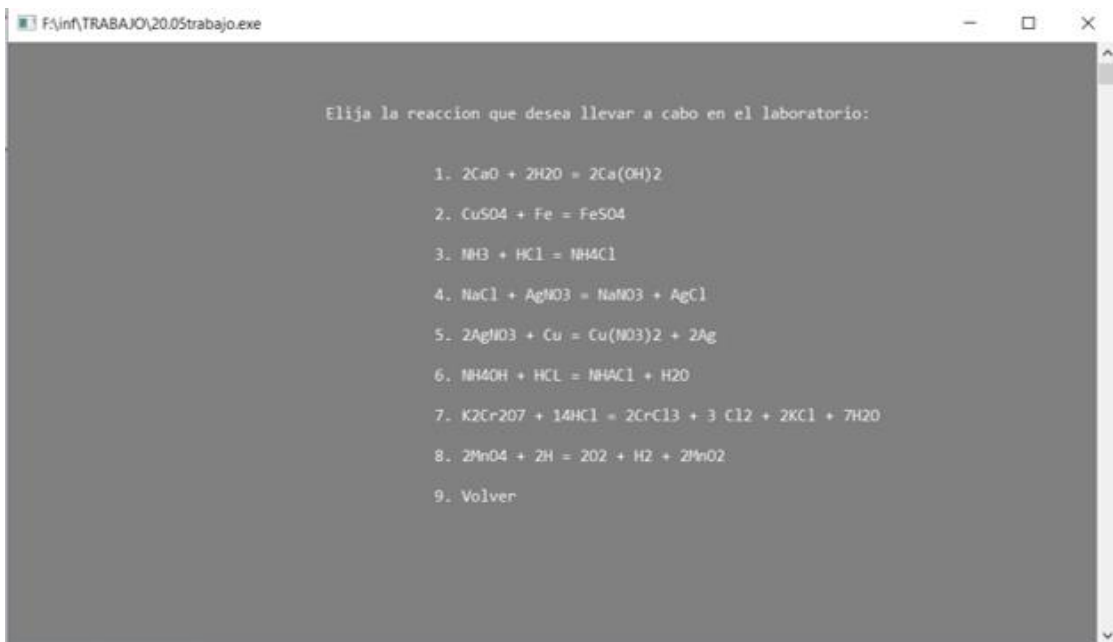 F:\inf\TRABAJO\20.05trabajo.exe
Elija la reaccion que desea llevar a cabo en el laboratorio:
1. 2CaO + 2H2O = 2Ca(OH)2
2. CuSO4 + Fe = FeSO4
3. NH3 + HCl = NH4Cl
4. NaCl + AgNO3 = NaNO3 + AgCl
5. 2AgNO3 + Cu = Cu(NO3)2 + 2Ag
6. NH4OH + HCL = NHACl + H2O
7. K2Cr2O7 + 14HCl = 2CrCl3 + 3 Cl2 + 2KCl + 7H2O
8. 2MnO4 + 2H = 2O2 + H2 + 2MnO2
9. Volver